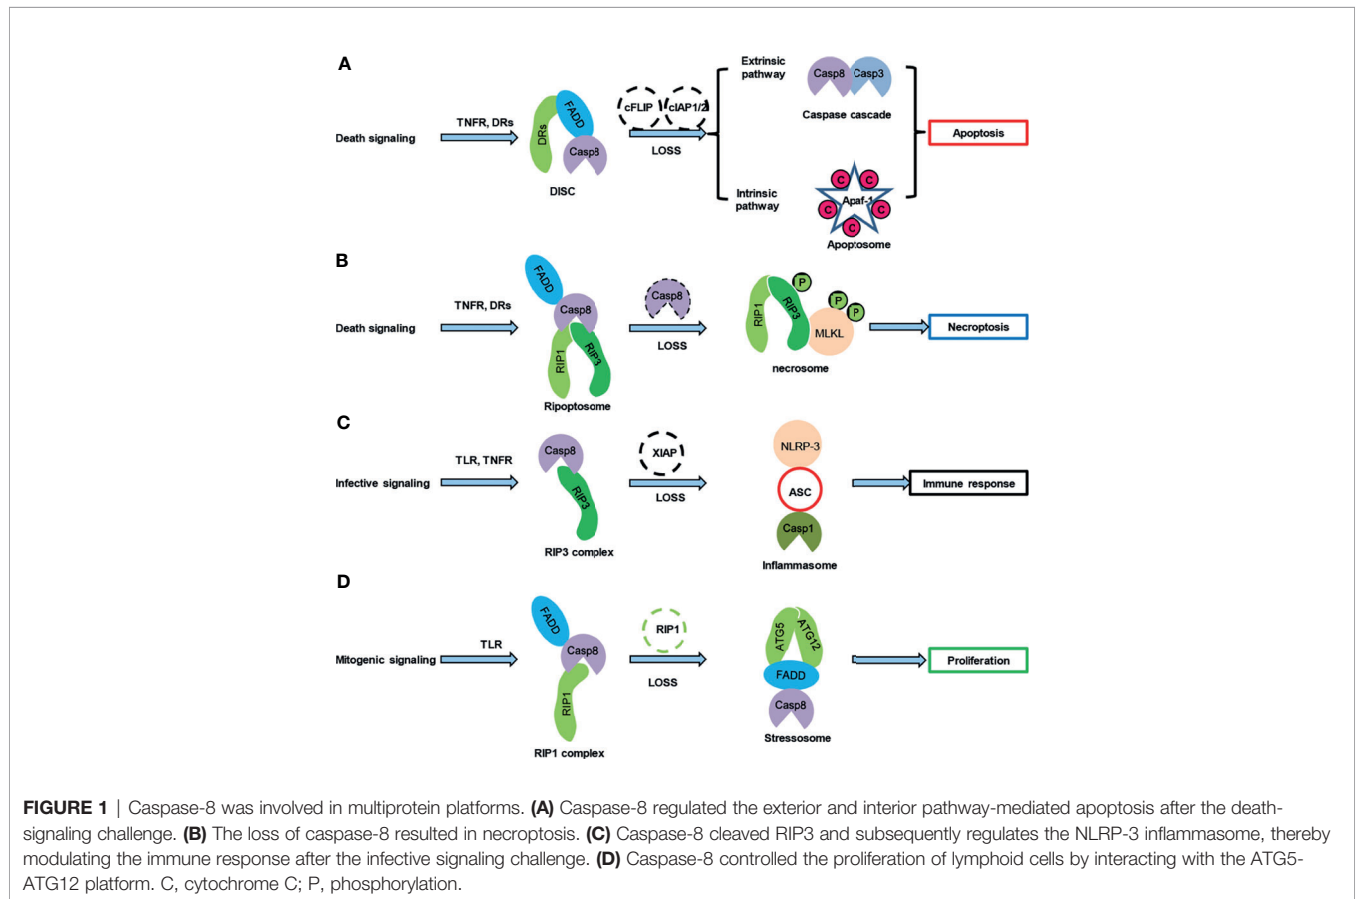 A
Death signaling
TNFR, DRs
DRs
FADD
Casp8
DISC
cFLIP
cIAP1/2
LOSS
Extrinsic
pathway
Casp8
Casp3
Caspase cascade
Intrinsic
pathway
C
C
C
C
C
Apaf-1
Apoptosome
Apoptosis
B
Death signaling
TNFR, DRs
FADD
Casp8
RIP1
RIP3
Ripoptosome
Casp8
LOSS
RIP1
RIP3
P
P
P
MLKL
necrosome
Necroptosis
C
Infective signaling
TLR, TNFR
Casp8
RIP3
RIP3 complex
XIAP
LOSS
NLRP-3
ASC
Casp1
Inflammasome
Immune response
D
Mitogenic signaling
TLR
FADD
Casp8
RIP1
RIP1 complex
RIP1
LOSS
ATG5
ATG12
FADD
Casp8
Stressosome
Proliferation
FIGURE 1 | Caspase-8 was involved in multiprotein platforms. (A) Caspase-8 regulated the exterior and interior pathway-mediated apoptosis after the death-
signaling challenge. (B) The loss of caspase-8 resulted in necroptosis. (C) Caspase-8 cleaved RIP3 and subsequently regulates the NLRP-3 inflammasome, thereby
modulating the immune response after the infective signaling challenge. (D) Caspase-8 controlled the proliferation of lymphoid cells by interacting with the ATG5-
ATG12 platform. C, cytochrome C; P, phosphorylation.